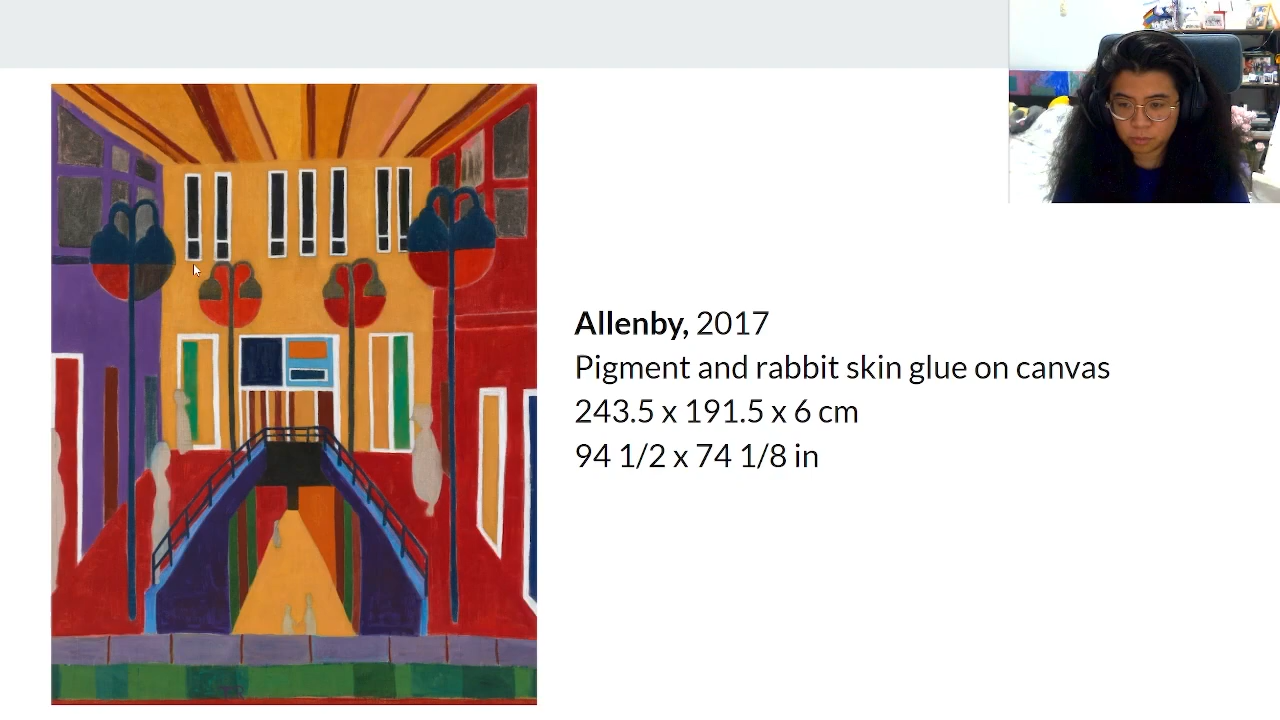 Allenby, 2017
Pigment and rabbit skin glue on canvas
243.5 x 191.5 x 6 cm
94 1/2 x 74 1/8 in